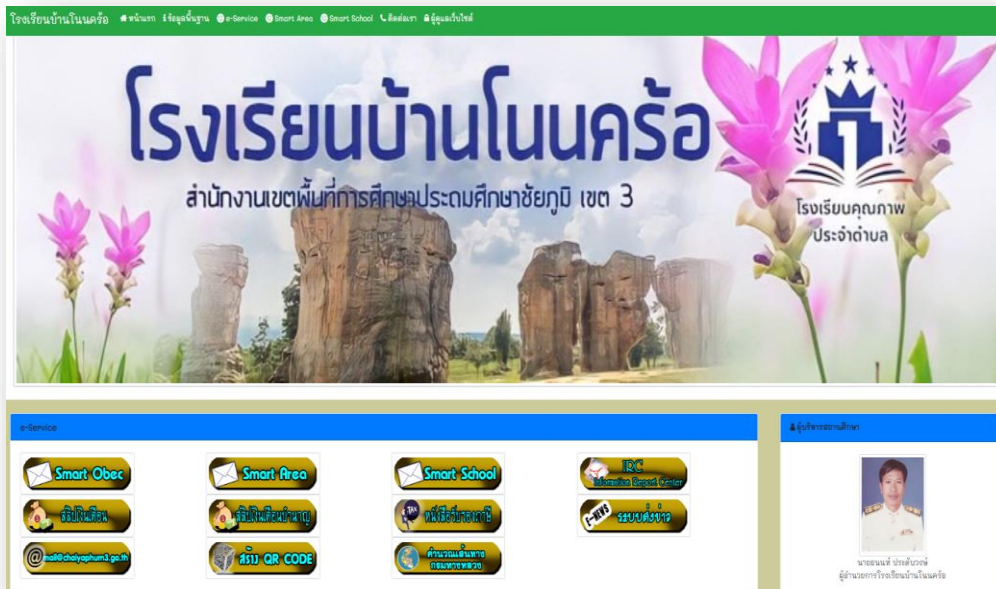 โรงเรียนบ้านโนนคร้อ หน้าแรก ข้อมูลพื้นฐาน e-Service Smart Area Smart School ติดต่อเรา ผู้ดูแลเว็บไซต์
โรงเรียนบ้านโนนคร้อ
สำนักงานเขตพื้นที่การศึกษาประถมศึกษาชัยภูมิ เขต 3
1
โรงเรียนคุณภาพ
ประจำตำบล
e-Service
ผู้บริหารสถานศึกษา
Smart Obec
Smart Area
Smart School
IRC
Information Report Center
สลิปเงินเดือน
สลิปเงินเดือนบำนาญ
TAX
หนังสือรับรองภาษี
E-NEWS
ระบบส่งข่าว
mail@chaiyaphum3.go.th
สร้าง QR CODE
คำนวณเส้นทาง
กรมทางหลวง
ผู้อำนวยการโรงเรียนบ้านโนนคร้อ